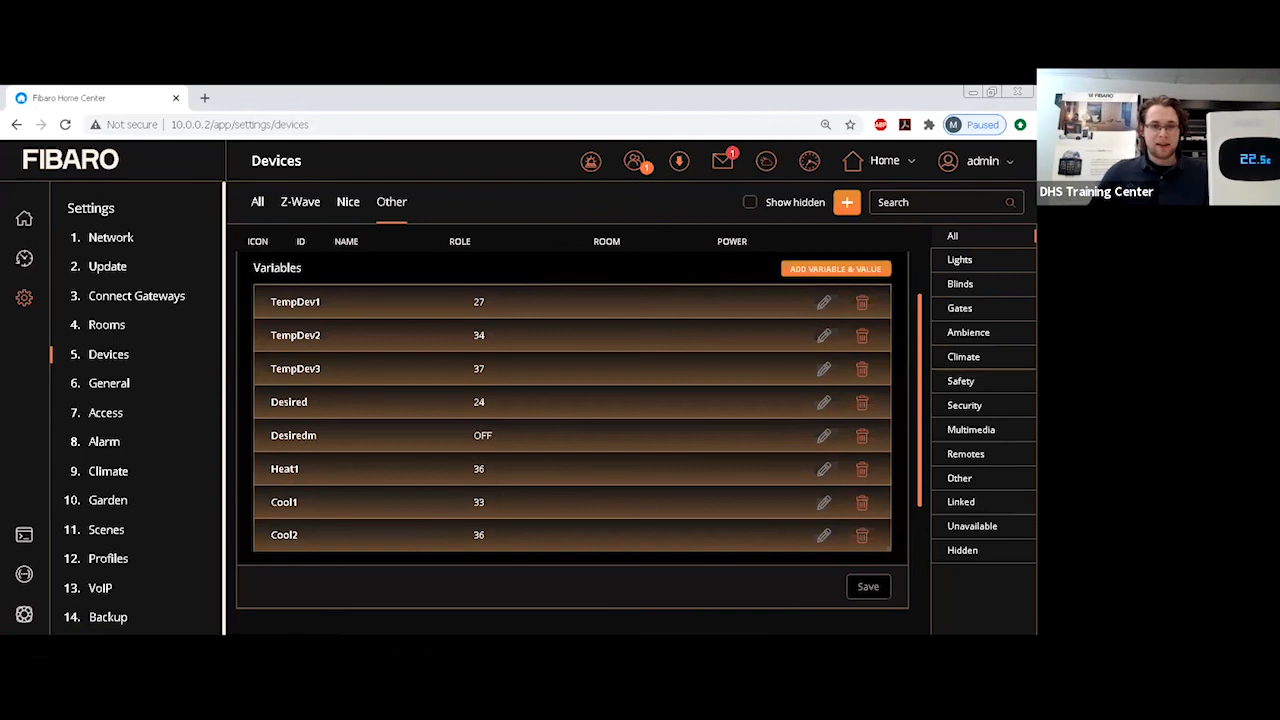 Fibaro Home Center
Not secure | 10.0.0.2/app/settings/devices
ABP
M Paused
FIBARO
Devices
1
1
Home
admin
FIBARO
22.5c
DHS Training Center
Settings
1. Network
2. Update
3. Connect Gateways
4. Rooms
5. Devices
6. General
7. Access
8. Alarm
9. Climate
10. Garden
11. Scenes
12. Profiles
13. VoIP
14. Backup
All Z-Wave Nice Other
Show hidden
+
Search
ICON ID NAME ROLE ROOM POWER
Variables
ADD VARIABLE & VALUE
TempDev1 27
TempDev2 34
TempDev3 37
Desired 24
Desiredm OFF
Heat1 36
Cool1 33
Cool2 36
Save
All
Lights
Blinds
Gates
Ambience
Climate
Safety
Security
Multimedia
Remotes
Other
Linked
Unavailable
Hidden